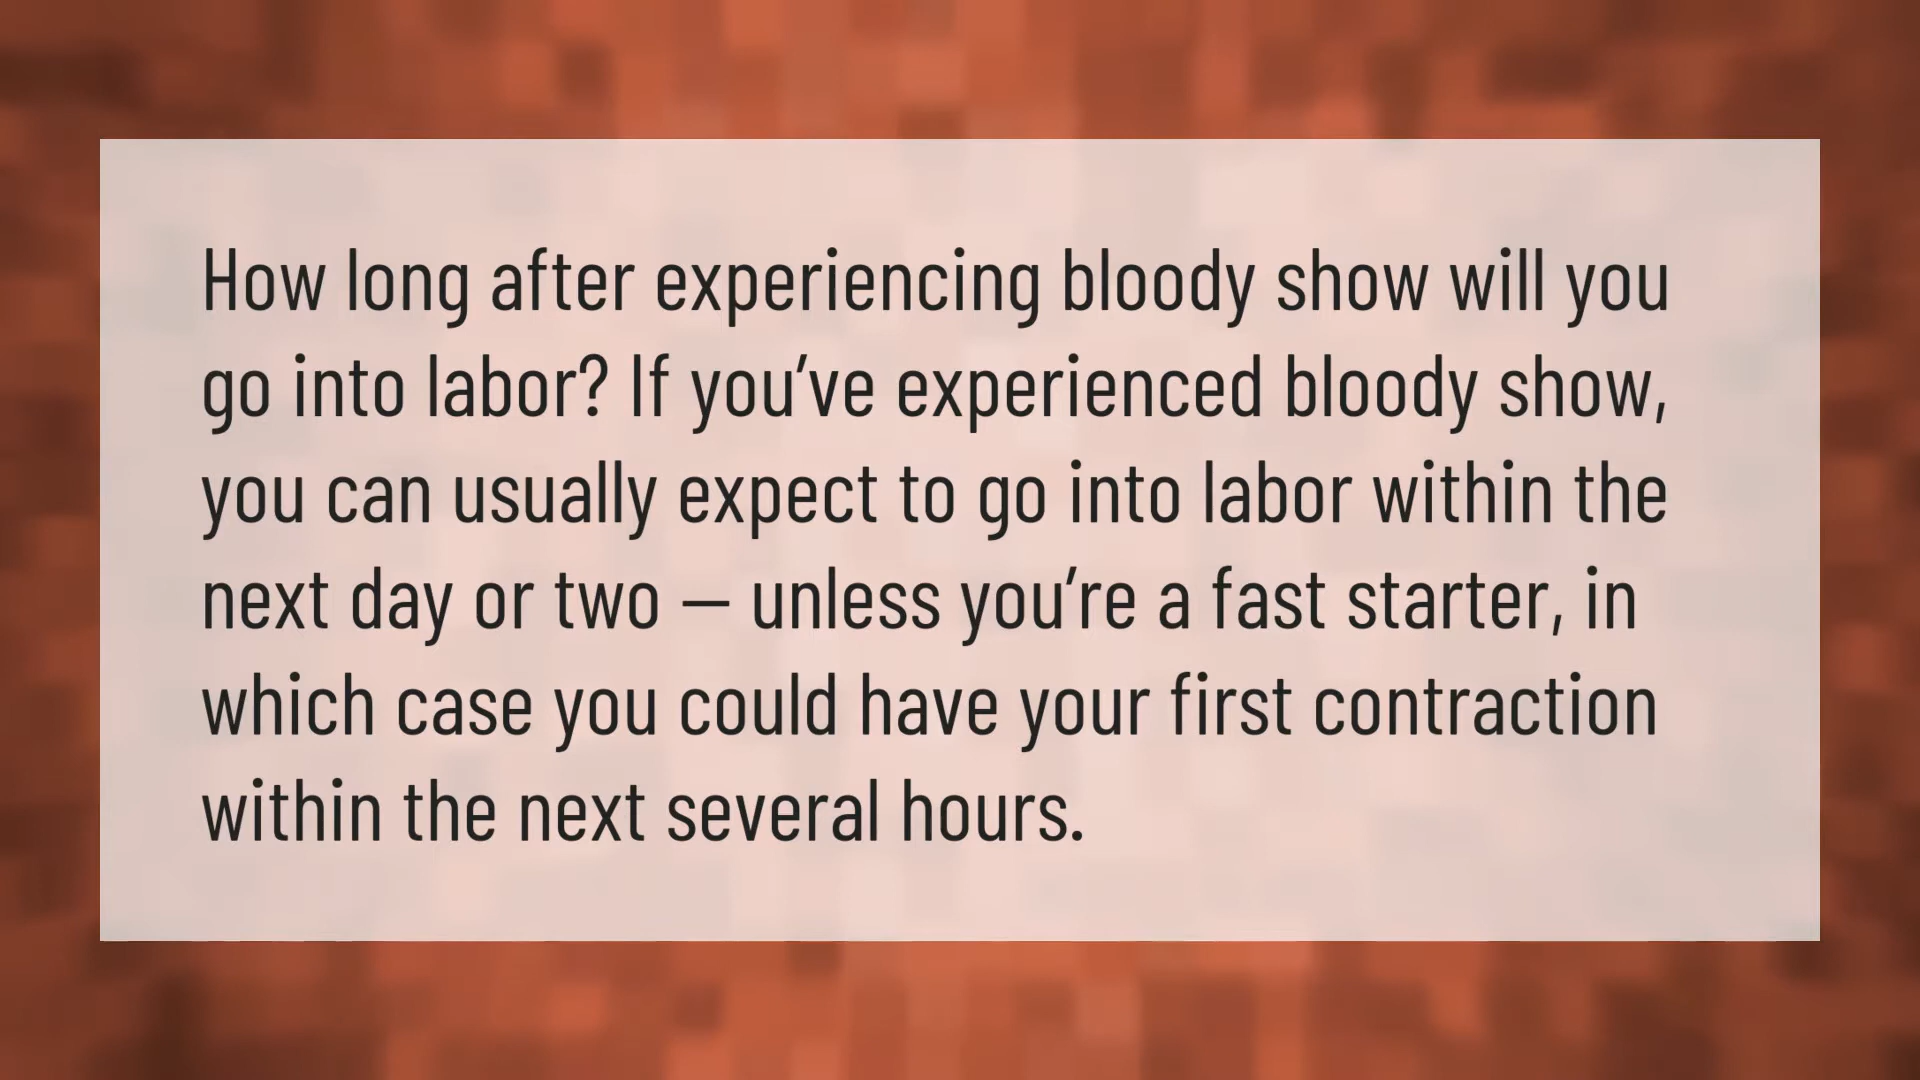 How long after experiencing bloody show will you
go into labor? If you’ve experienced bloody show,
you can usually expect to go into labor within the
next day or two — unless you’re a fast starter, in
which case you could have your first contraction
within the next several hours.